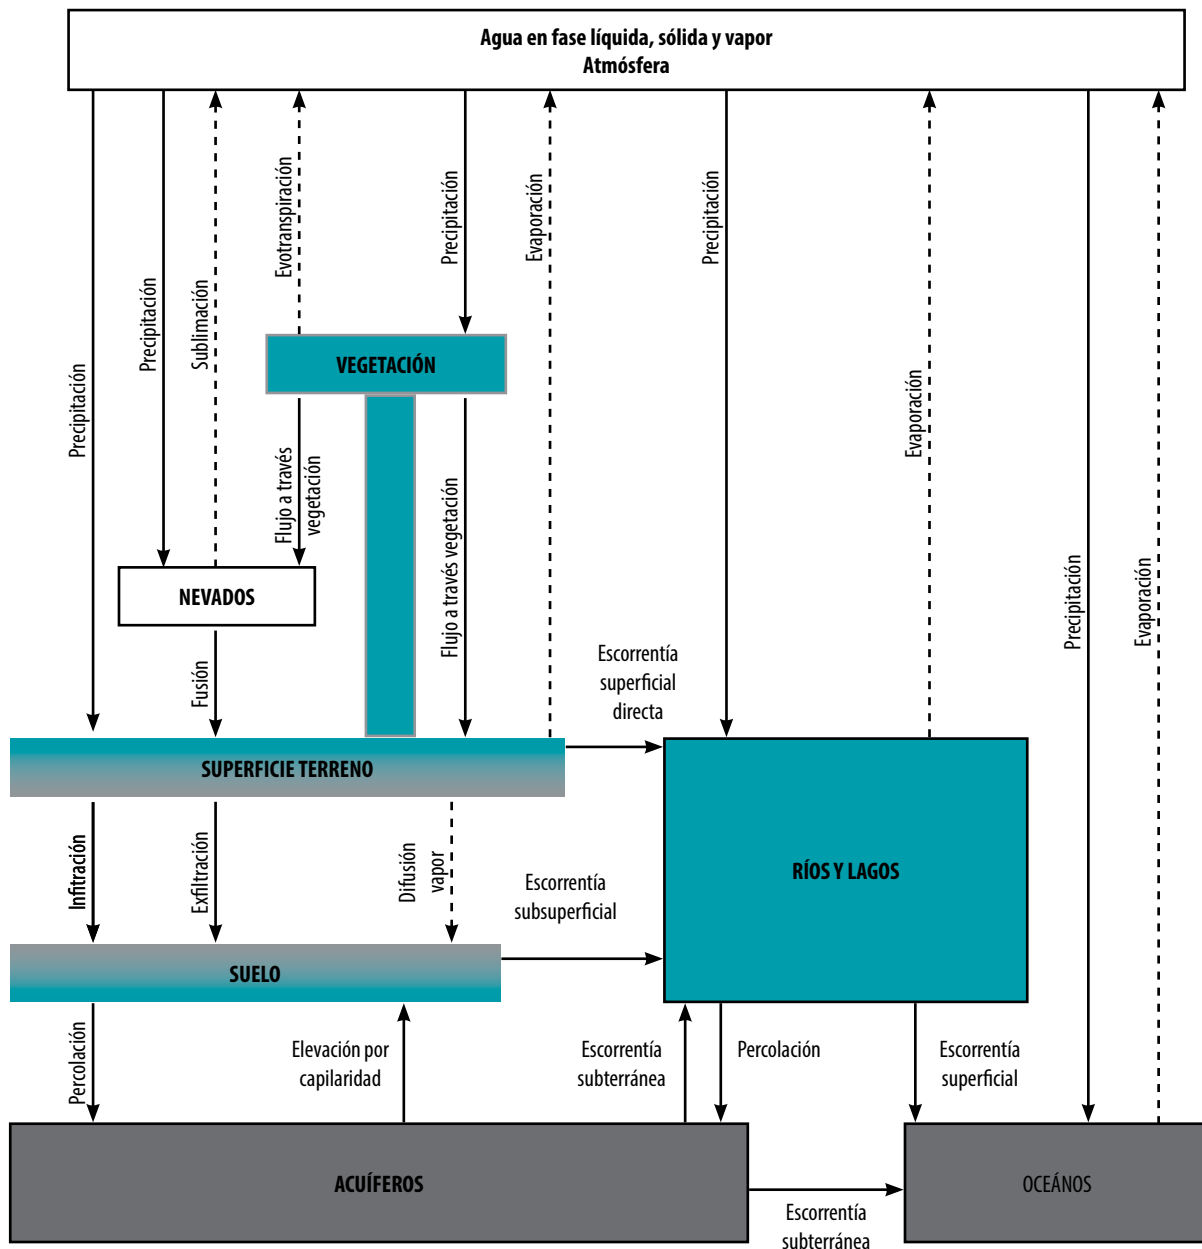 Agua en fase líquida, sólida y vapor
Atmósfera
Precipitación
Precipitación
Sublimación
Evotranspiración
Precipitación
Evaporación
Precipitación
Evaporación
Precipitación
Evaporación
VEGETACIÓN
Flujo a través
vegetación
Flujo a través vegetación
NEVADOS
Fusión
Escorrentía
superficial
directa
SUPERFICIE TERRENO
Infitración
Exfiltración
Difusión
vapor
Escorrentía
subsuperficial
RÍOS Y LAGOS
SUELO
Percolación
Elevación por
capilaridad
Escorrentía
subterránea
Percolación
Escorrentía
superficial
ACUÍFEROS
OCEÁNOS
Escorrentía
subterránea